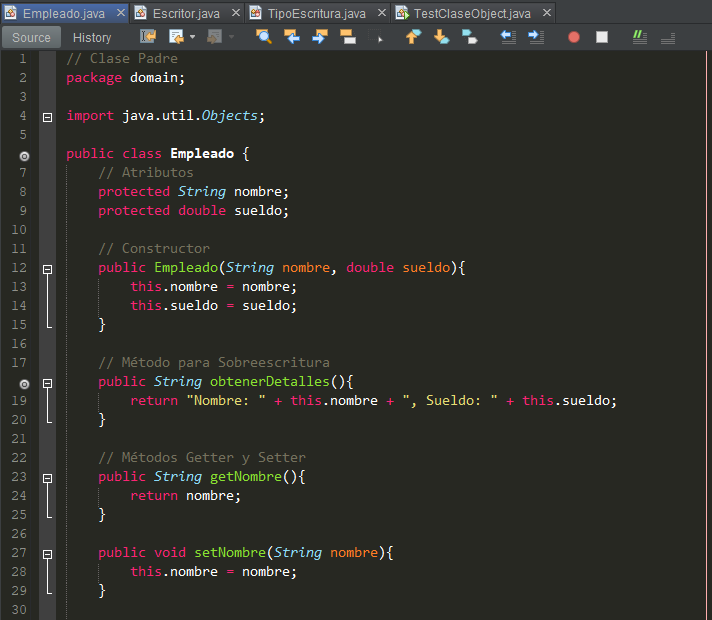 Empleado.java Escritor.java TipoEscritura.java TestClaseObject.java
Source History
1 // Clase Padre
2 package domain;
3
4 import java.util.Objects;
5
public class Empleado {
7 // Atributos
8 protected String nombre;
9 protected double sueldo;
10
11 // Constructor
12 public Empleado(String nombre, double sueldo){
13 this.nombre = nombre;
14 this.sueldo = sueldo;
15 }
16
17 // Método para Sobreescritura
public String obtenerDetalles(){
19 return "Nombre: " + this.nombre + ", Sueldo: " + this.sueldo;
20 }
21
22 // Métodos Getter y Setter
23 public String getNombre(){
24 return nombre;
25 }
26
27 public void setNombre(String nombre){
28 this.nombre = nombre;
29 }
30